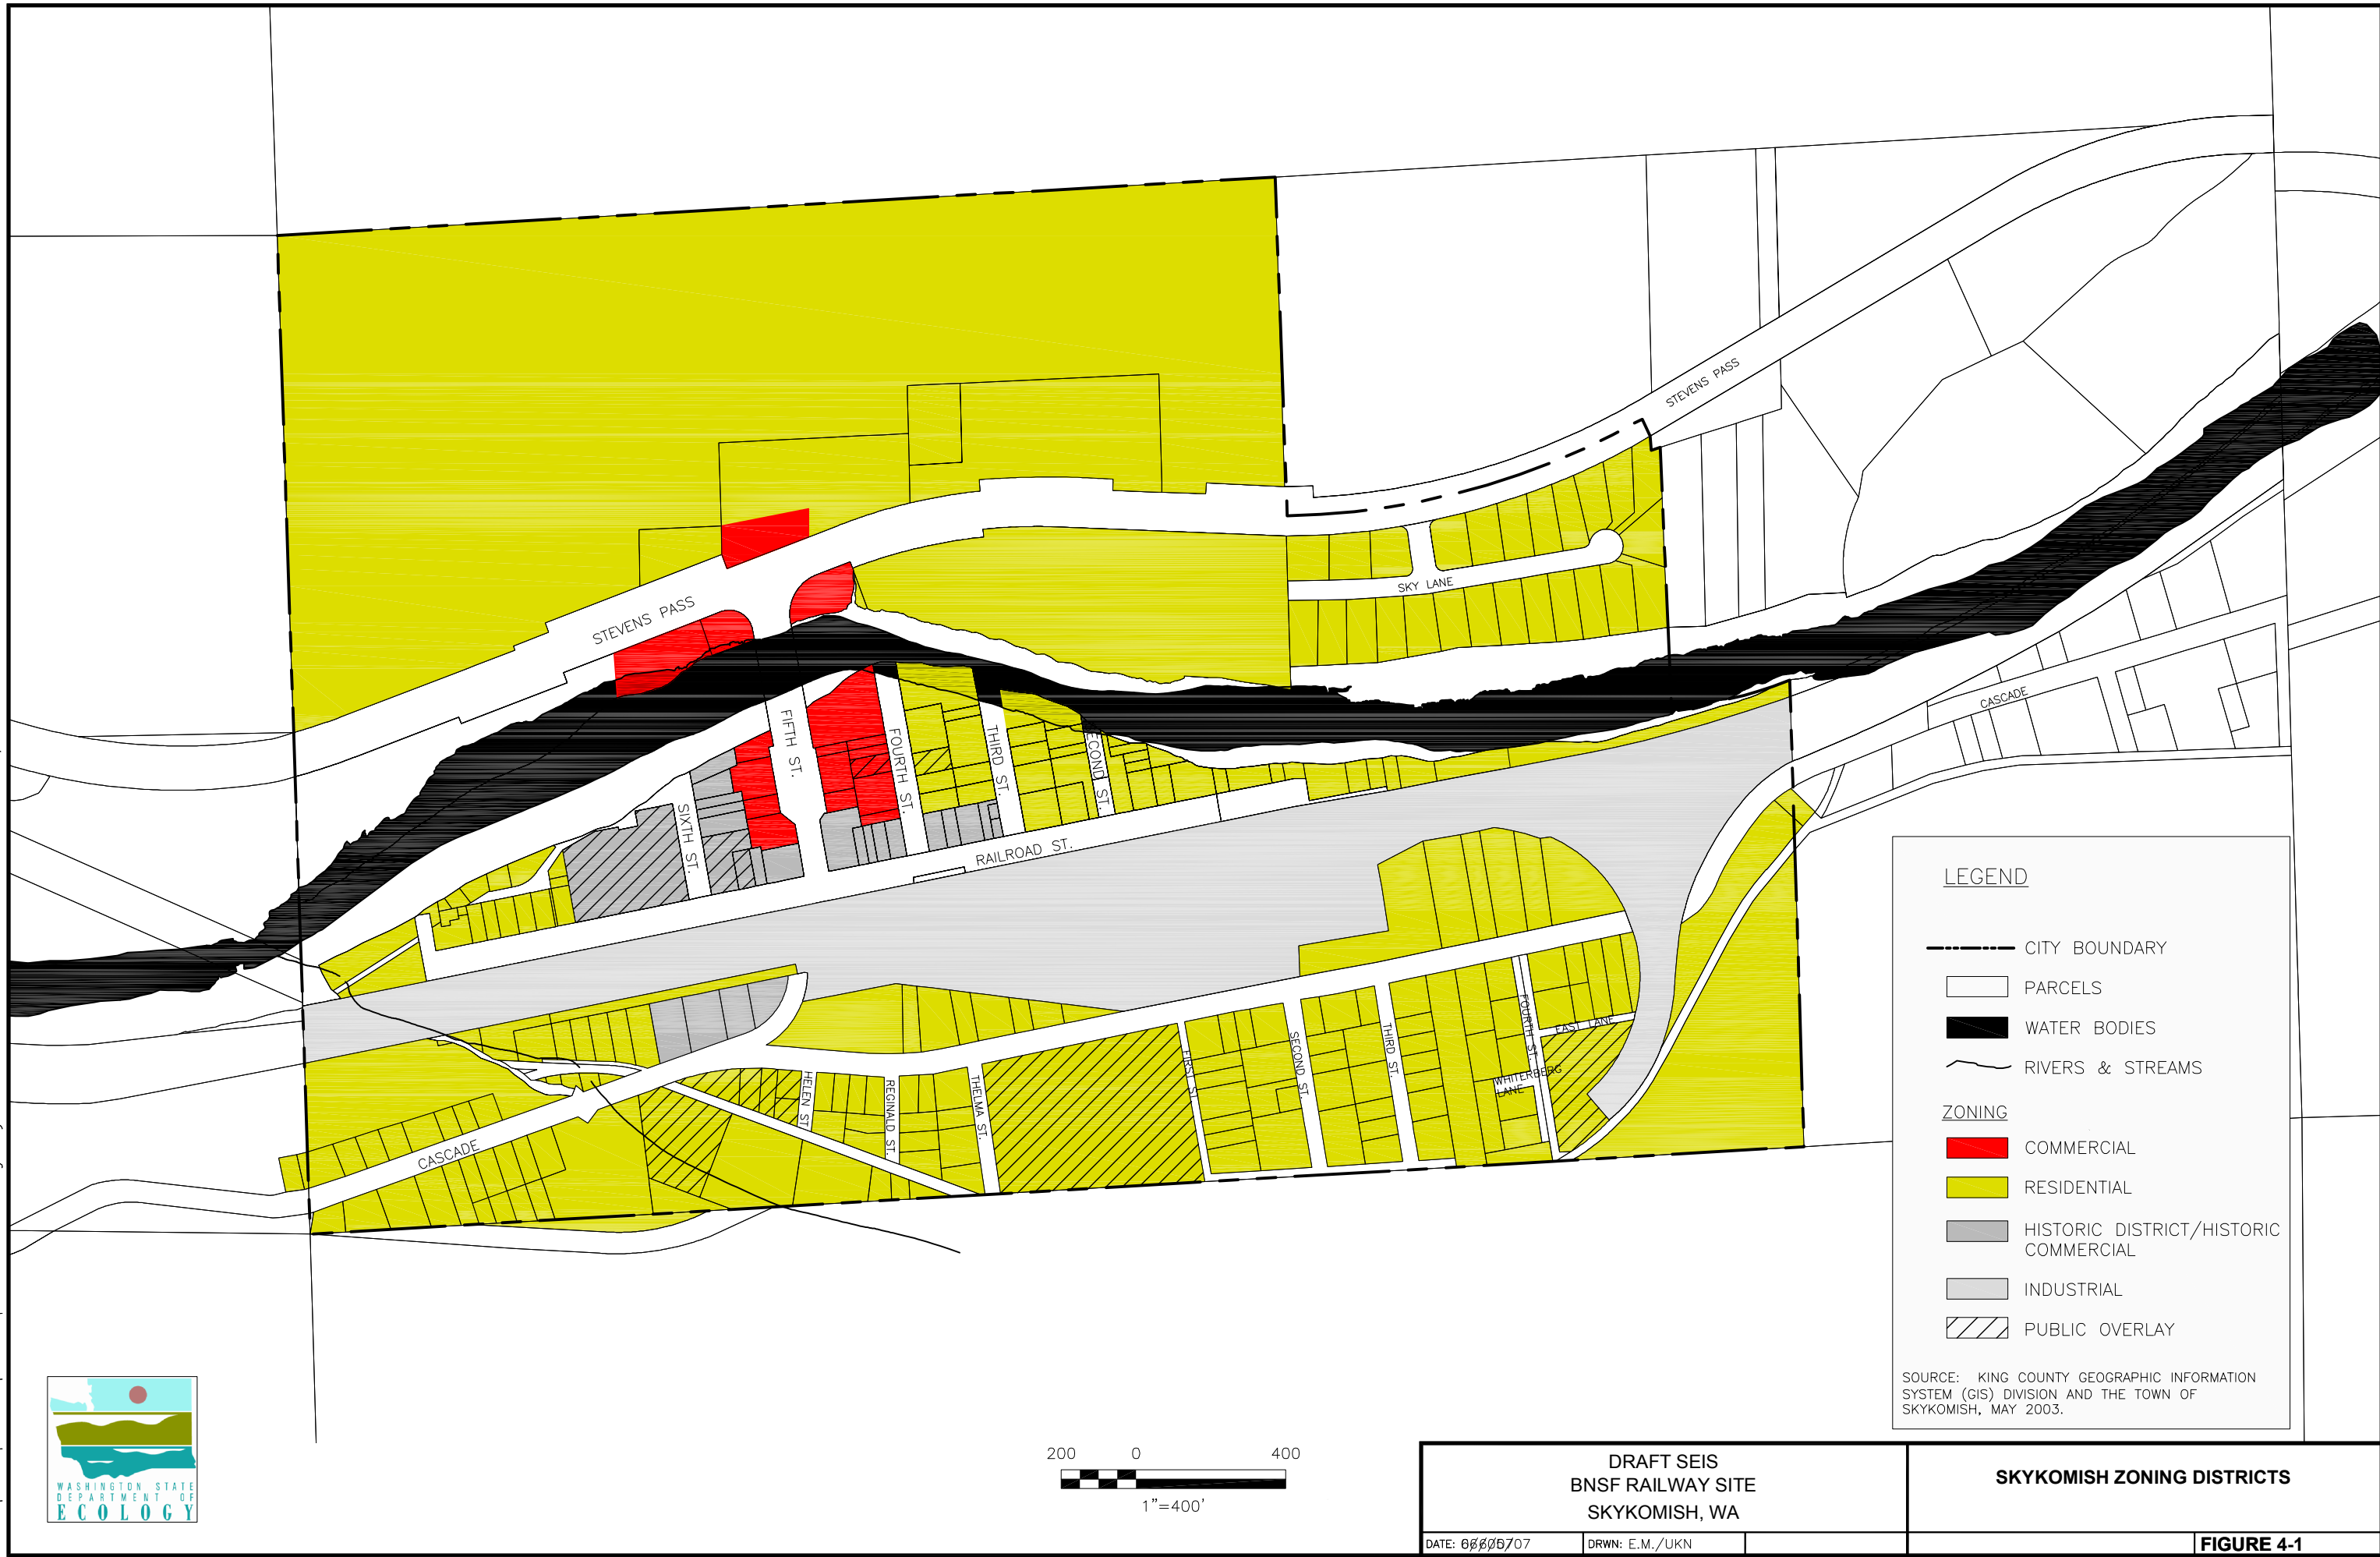 STEVENS PASS
STEVENS PASS
SKY LANE
CASCADE
FIFTH ST.
FOURTH ST.
THIRD ST.
ECOND ST.
SIXTH ST.
RAILROAD ST.
FOURTH ST.
EAST LANE
WHITERBERG
LANE
THIRD ST.
SECOND ST.
FIRST ST.
THELMA ST.
REGINALD ST.
HELEN ST.
CASCADE
LEGEND
CITY BOUNDARY
PARCELS
WATER BODIES
RIVERS & STREAMS
ZONING
COMMERCIAL
RESIDENTIAL
HISTORIC DISTRICT/HISTORIC
COMMERCIAL
INDUSTRIAL
PUBLIC OVERLAY
SOURCE: KING COUNTY GEOGRAPHIC INFORMATION
SYSTEM (GIS) DIVISION AND THE TOWN OF
SKYKOMISH, MAY 2003.
WASHINGTON STATE
DEPARTMENT OF
ECOLOGY
200 0 400
1"=400'
DRAFT SEIS
BNSF RAILWAY SITE
SKYKOMISH, WA
DATE:
DRWN: E.M./UKN
SKYKOMISH ZONING DISTRICTS
FIGURE 4-1